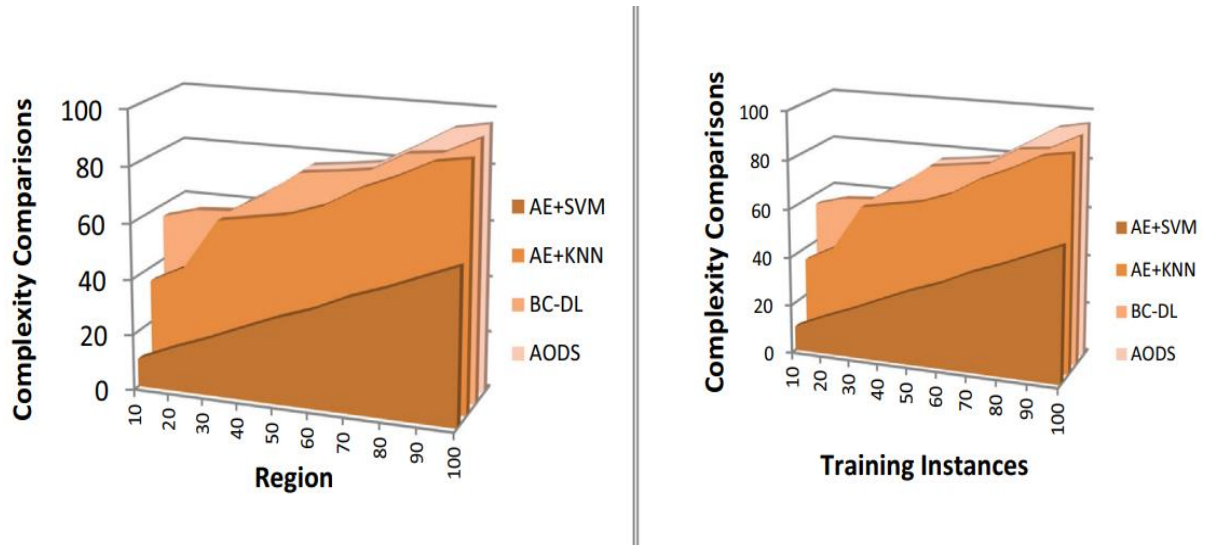 Complexity Comparisons
100
80
60
40
20
0
10 20 30 40 50 60 70 80 90 100
Region
AE+SVM
AE+KNN
BC-DL
AODS
Complexity Comparisons
100
80
60
40
20
0
10 20 30 40 50 60 70 80 90 100
Training Instances
AE+SVM
AE+KNN
BC-DL
AODS